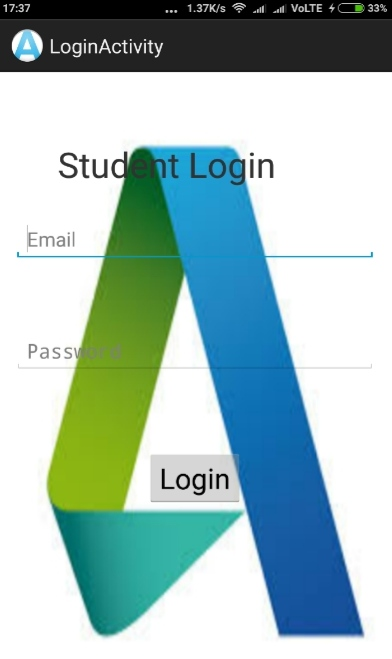 17:37 ... 1.37K/s VoLTE 33%
LoginActivity
Student Login
Email
Password
Login